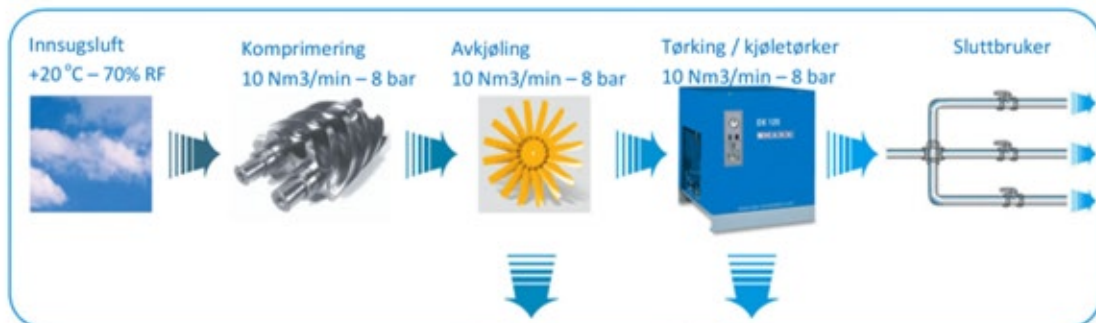 Innsugsluft
+20 °C – 70% RF
Komprimering
10 Nm3/min – 8 bar
Avkjøling
10 Nm3/min – 8 bar
Tørking / kjøletørker
10 Nm3/min – 8 bar
Sluttbruker